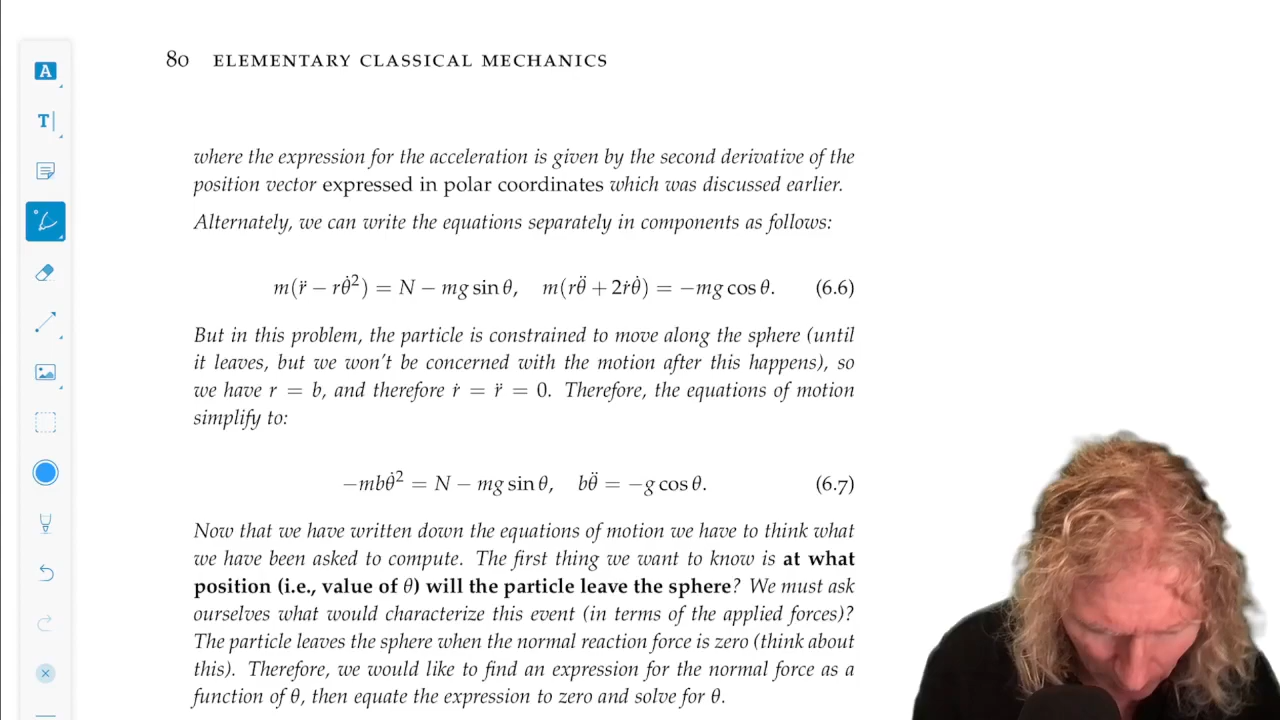 80 ELEMENTARY CLASSICAL MECHANICS
A
T
where the expression for the acceleration is given by the second derivative of the
position vector expressed in polar coordinates which was discussed earlier.
Alternately, we can write the equations separately in components as follows:
m(r̈ − rθ̇²) = N − mg sin θ, m(rθ̈ + 2ṙθ̇) = −mg cos θ. (6.6)
But in this problem, the particle is constrained to move along the sphere (until
it leaves, but we won't be concerned with the motion after this happens), so
we have r = b, and therefore ṙ = r̈ = 0. Therefore, the equations of motion
simplify to:
−mbθ̇² = N − mg sin θ, bθ̈ = −g cos θ. (6.7)
Now that we have written down the equations of motion we have to think what
we have been asked to compute. The first thing we want to know is at what
position (i.e., value of θ) will the particle leave the sphere? We must ask
ourselves what would characterize this event (in terms of the applied forces)?
The particle leaves the sphere when the normal reaction force is zero (think about
this). Therefore, we would like to find an expression for the normal force as a
function of θ, then equate the expression to zero and solve for θ.